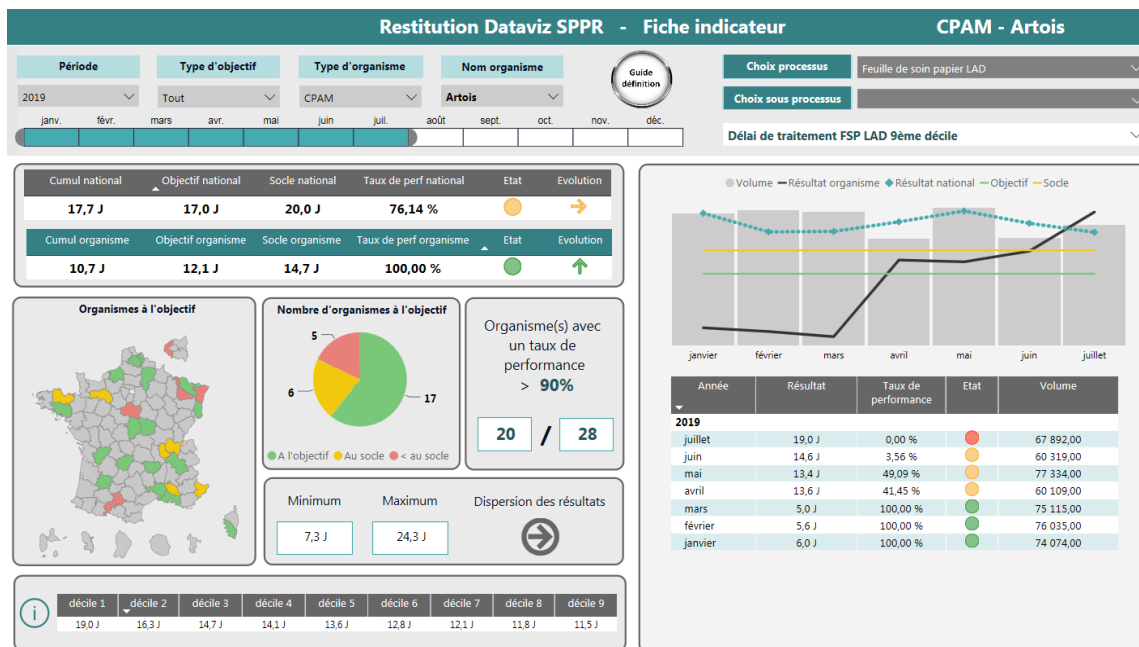 Restitution Dataviz SPPR - Fiche indicateur CPAM - Artois
Période Type d'objectif Type d'organisme Nom organisme
2019 Tout CPAM Artois
Guide définition
janv. févr. mars avr. mai juin juil. août sept. oct. nov. déc.
Choix processus Feuille de soin papier LAD
Choix sous processus
Délai de traitement FSP LAD 9ème décile
Cumul national Objectif national Socle national Taux de perf national Etat Evolution
17,7 J 17,0 J 20,0 J 76,14 %
Cumul organisme Objectif organisme Socle organisme Taux de perf organisme Etat Evolution
10,7 J 12,1 J 14,7 J 100,00 %
Organismes à l'objectif
Nombre d'organismes à l'objectif
5
6
17
A l'objectif Au socle < au socle
Organisme(s) avec
un taux de
performance
> 90%
20 / 28
Minimum Maximum Dispersion des résultats
7,3 J 24,3 J
i
décile 1 décile 2 décile 3 décile 4 décile 5 décile 6 décile 7 décile 8 décile 9
19,0 J 16,3 J 14,7 J 14,1 J 13,6 J 12,8 J 12,1 J 11,8 J 11,5 J
Volume Résultat organisme Résultat national Objectif Socle
janvier février mars avril mai juin juillet
Année Résultat Taux de performance Etat Volume
2019
juillet 19,0 J 0,00 % 67 892,00
juin 14,6 J 3,56 % 60 319,00
mai 13,4 J 49,09 % 77 334,00
avril 13,6 J 41,45 % 60 109,00
mars 5,0 J 100,00 % 75 115,00
février 5,6 J 100,00 % 76 035,00
janvier 6,0 J 100,00 % 74 074,00